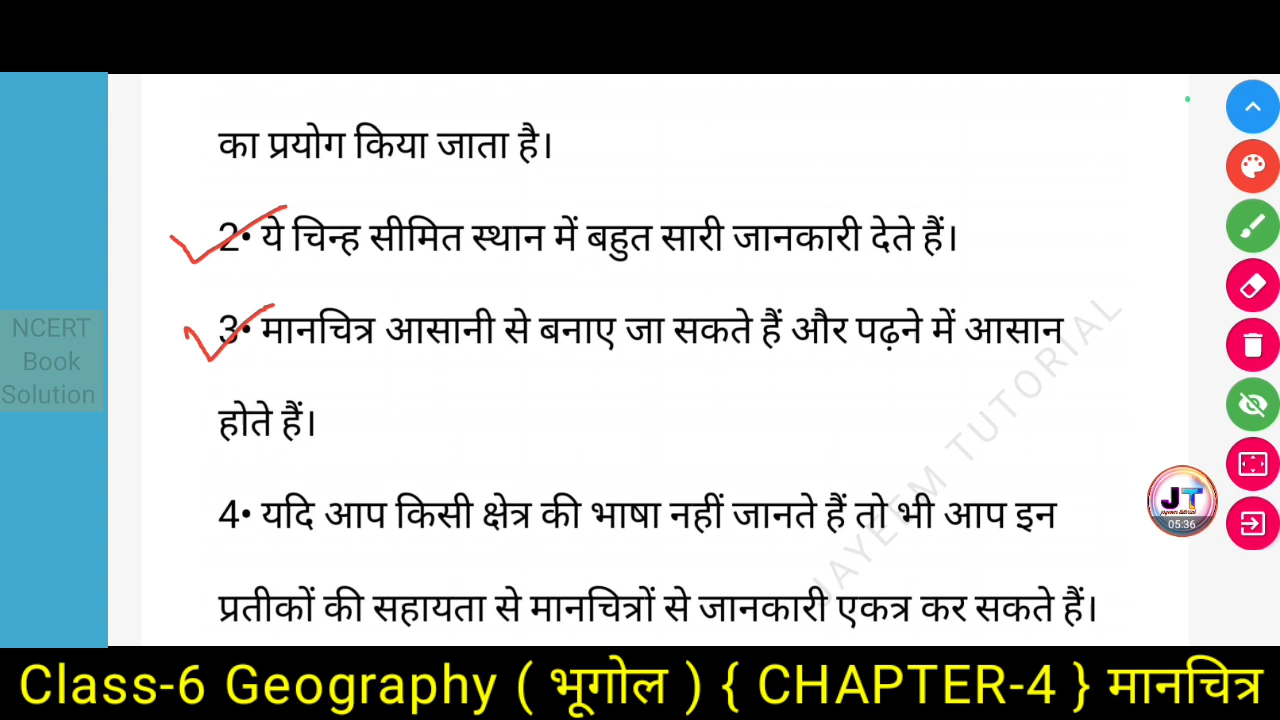 का प्रयोग किया जाता है।
2• ये चिन्ह सीमित स्थान में बहुत सारी जानकारी देते हैं।
3• मानचित्र आसानी से बनाए जा सकते हैं और पढ़ने में आसान
होते हैं।
4• यदि आप किसी क्षेत्र की भाषा नहीं जानते हैं तो भी आप इन
प्रतीकों की सहायता से मानचित्रों से जानकारी एकत्र कर सकते हैं।
NCERT
Book
Solution
JAYEEM TUTORIAL
JT
05:36
Class-6 Geography ( भूगोल ) { CHAPTER-4 } मानचित्र